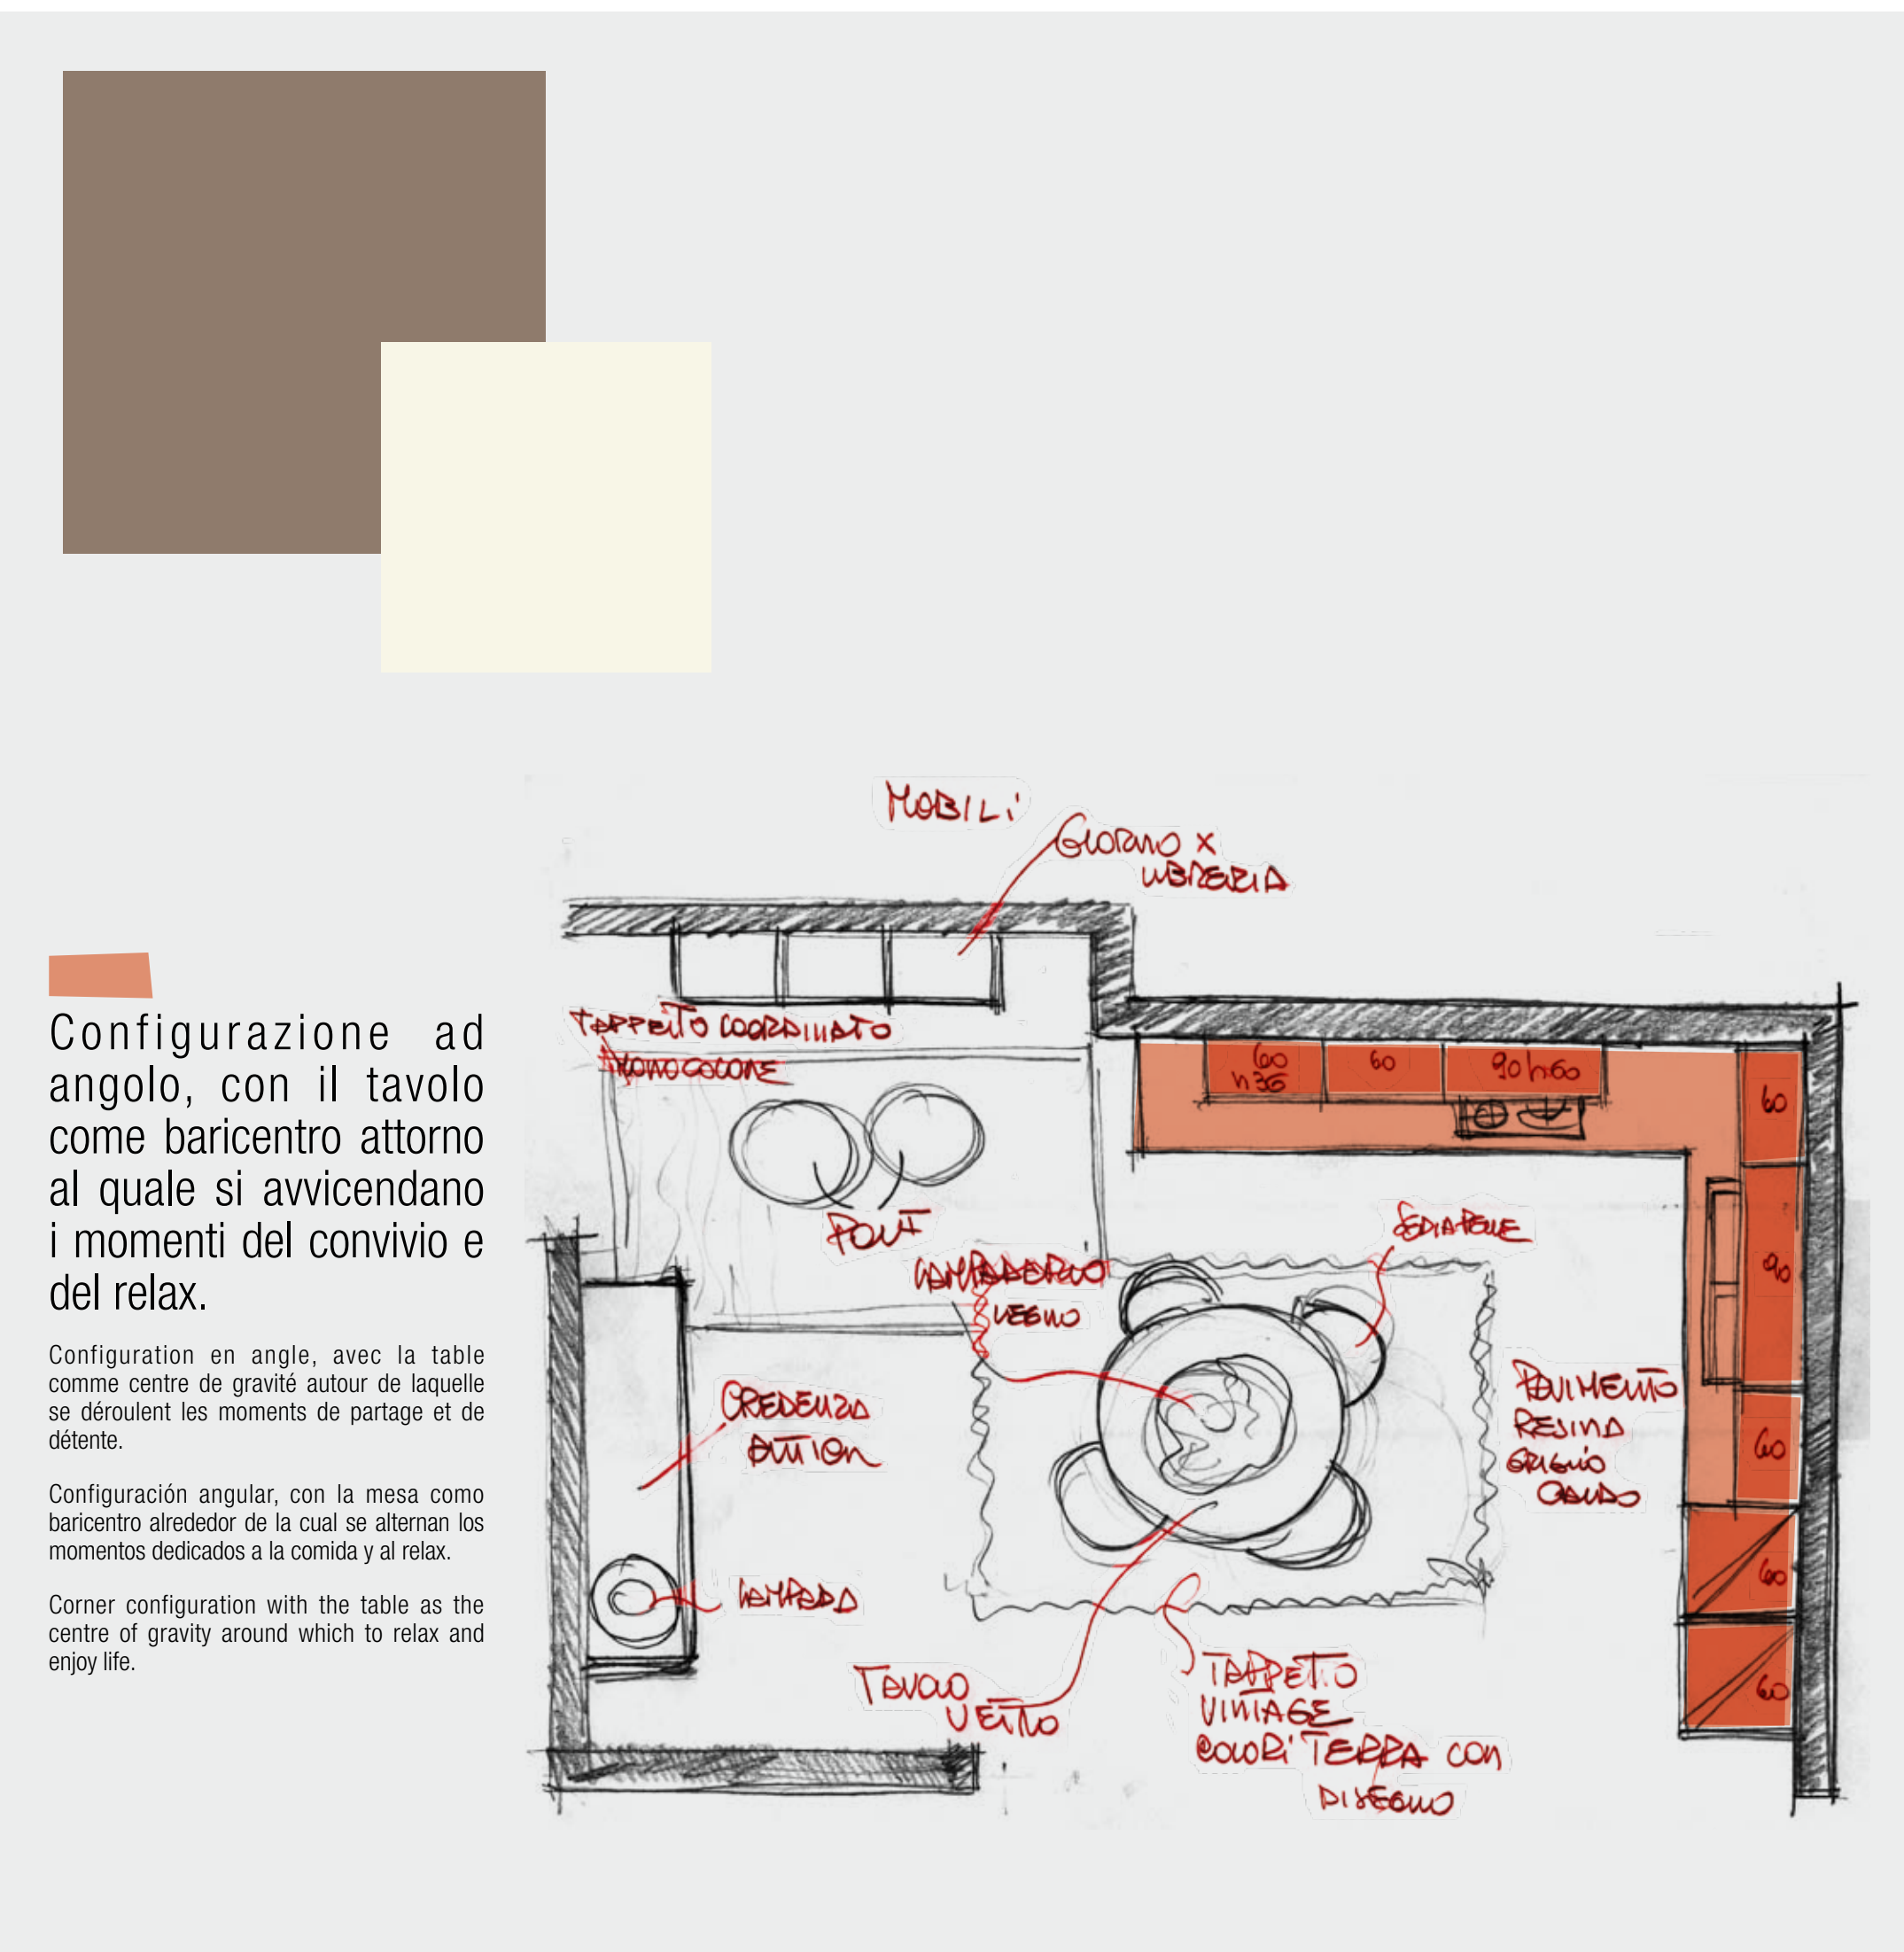 MOBILI
GIORNO X
LIBRERIA
TAPPETO COORDINATO
MONOCOLORE
60
h36
60
90 h60
60
POUF
SEDIA PELLE
LAMPADARIO
LEGNO
90
CREDENZA
PAVIMENTO
RESINA
GRIGIO
CALDO
60
60
LAMPADA
60
TAVOLO
VETRO
TAPPETO
VINTAGE
COLORI TERRA CON
DISEGNO
Configurazione ad
angolo, con il tavolo
come baricentro attorno
al quale si avvicendano
i momenti del convivio e
del relax.
Configuration en angle, avec la table
comme centre de gravité autour de laquelle
se déroulent les moments de partage et de
détente.
Configuración angular, con la mesa como
baricentro alrededor de la cual se alternan los
momentos dedicados a la comida y al relax.
Corner configuration with the table as the
centre of gravity around which to relax and
enjoy life.